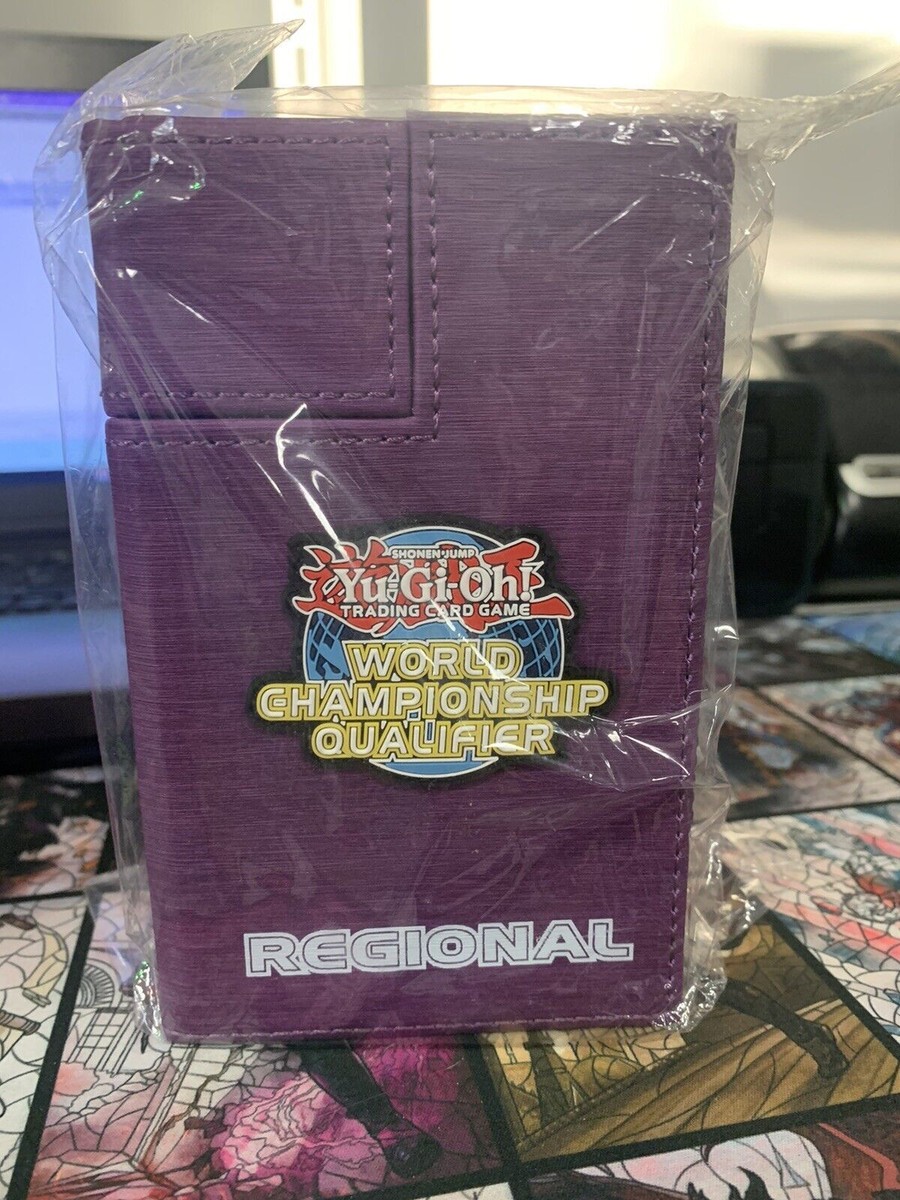 SHONEN JUMP
Yu-Gi-Oh!
TRADING CARD GAME
WORLD
CHAMPIONSHIP
QUALIFIER
REGIONAL